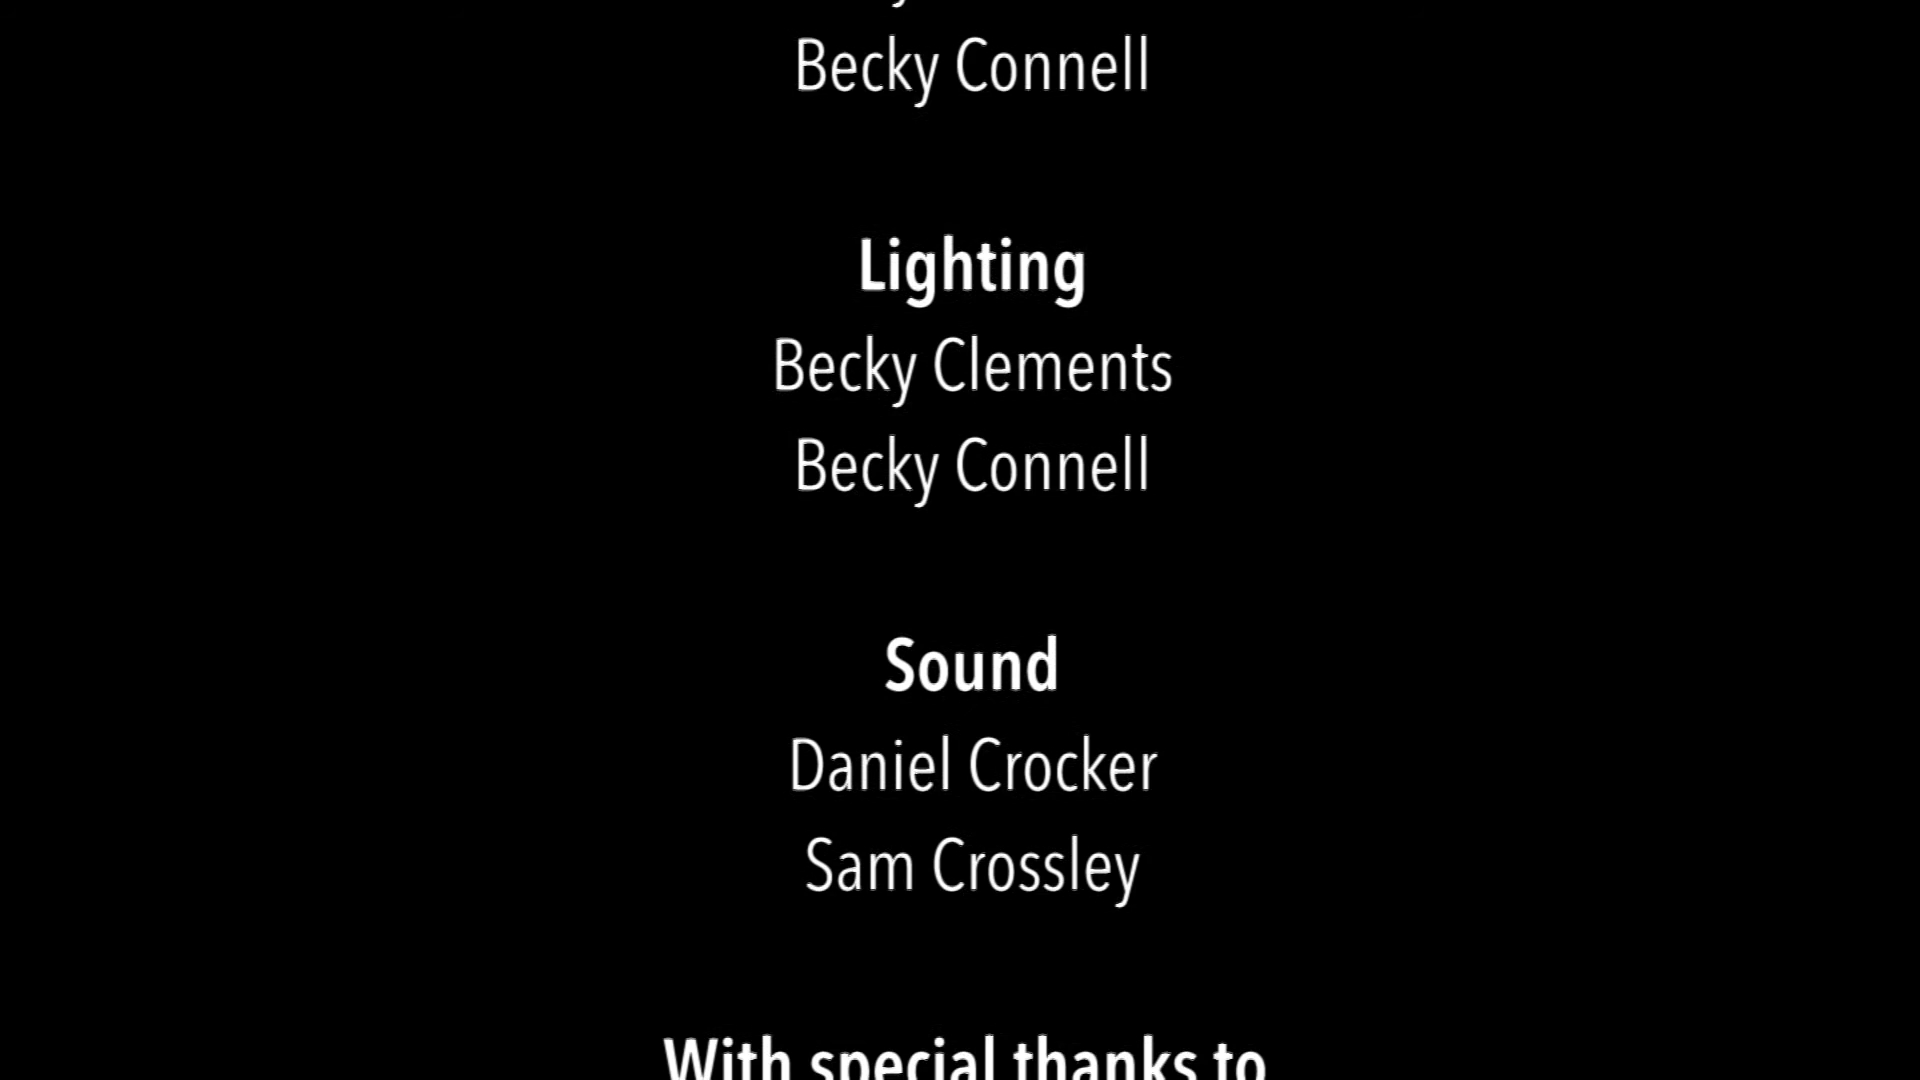 Becky Connell
Lighting
Becky Clements
Becky Connell
Sound
Daniel Crocker
Sam Crossley
With special thanks to